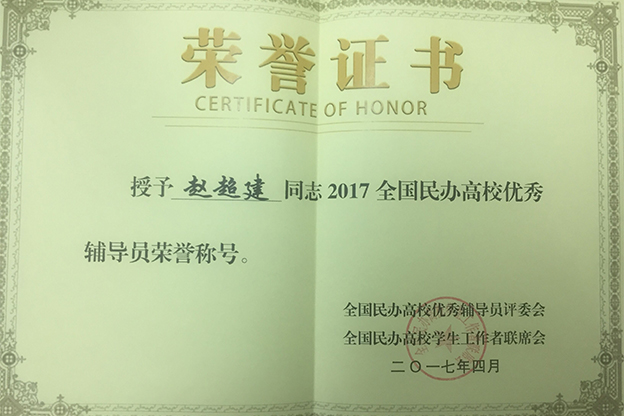 荣誉证书
CERTIFICATE OF HONOR
授予 赵超建 同志 2017 全国民办高校优秀
辅导员荣誉称号。
全国民办高校优秀辅导员评委会
全国民办高校学生工作者联席会
二〇一七年四月